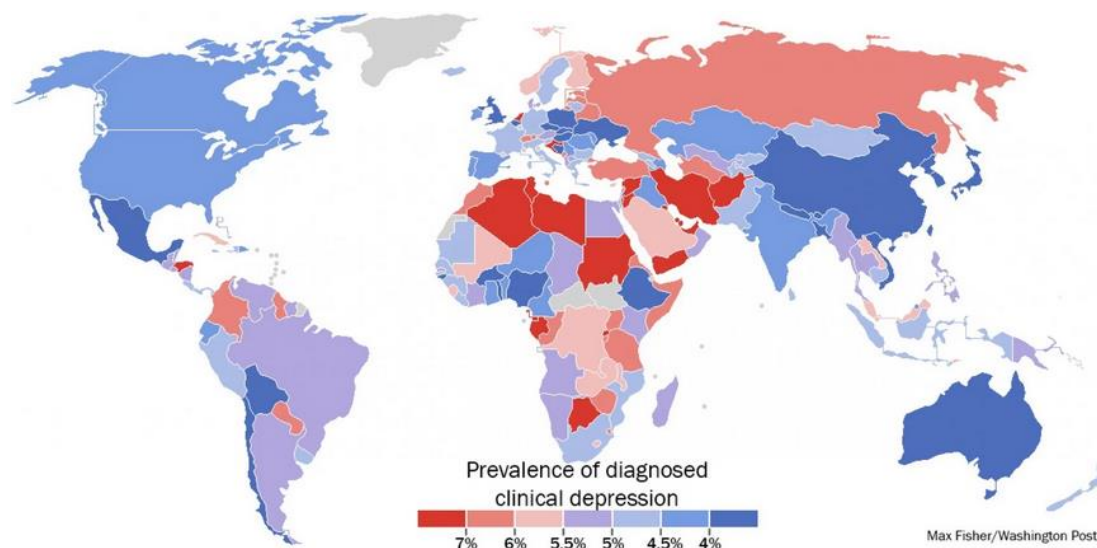 Prevalence of diagnosed
clinical depression
7% 6% 5.5% 5% 4.5% 4%
Max Fisher/Washington Post